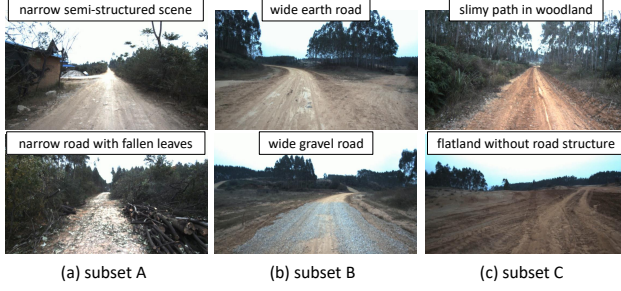 narrow semi-structured scene
wide earth road
slimy path in woodland
narrow road with fallen leaves
wide gravel road
flatland without road structure
(a) subset A
(b) subset B
(c) subset C